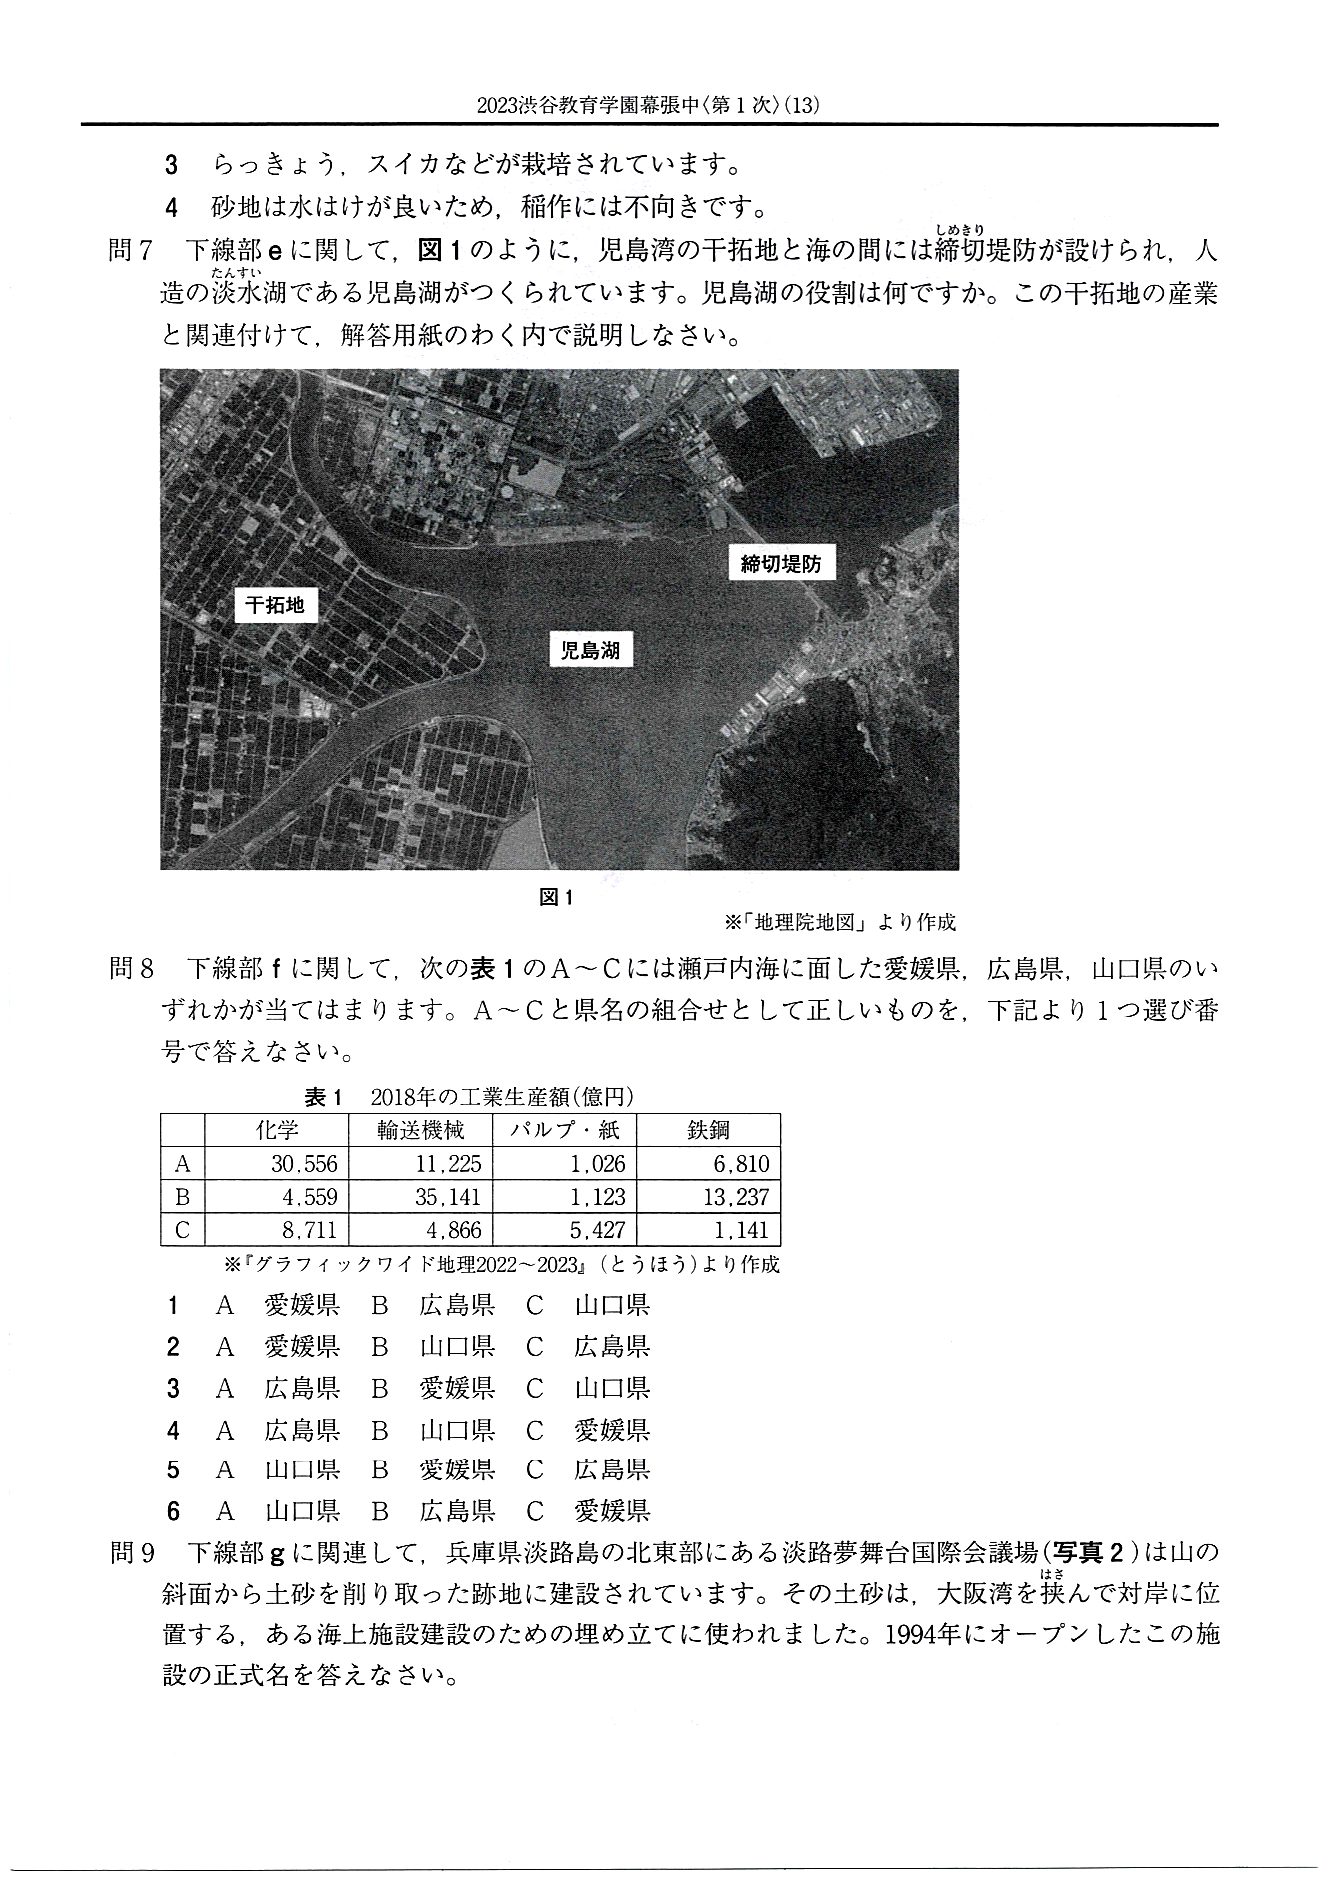 2023渋谷教育学園幕張中〈第1次〉(13)
3 らっきょう，スイカなどが栽培されています。
4 砂地は水はけが良いため，稲作には不向きです。
問7 下線部eに関して，図1のように，児島湾の干拓地と海の間には締切堤防が設けられ，人
しめきり
造の淡水湖である児島湖がつくられています。児島湖の役割は何ですか。この干拓地の産業
たんすい
と関連付けて，解答用紙のわく内で説明しなさい。
締切堤防
干拓地
児島湖
図1
※「地理院地図」より作成
問8 下線部fに関して，次の表1のA～Cには瀬戸内海に面した愛媛県，広島県，山口県のい
ずれかが当てはまります。A～Cと県名の組合せとして正しいものを，下記より1つ選び番
号で答えなさい。
表1 2018年の工業生産額(億円)
化学 輸送機械 パルプ・紙 鉄鋼
A 30,556 11,225 1,026 6,810
B 4,559 35,141 1,123 13,237
C 8,711 4,866 5,427 1,141
※『グラフィックワイド地理2022～2023』(とうほう)より作成
1 A 愛媛県 B 広島県 C 山口県
2 A 愛媛県 B 山口県 C 広島県
3 A 広島県 B 愛媛県 C 山口県
4 A 広島県 B 山口県 C 愛媛県
5 A 山口県 B 愛媛県 C 広島県
6 A 山口県 B 広島県 C 愛媛県
問9 下線部gに関連して，兵庫県淡路島の北東部にある淡路夢舞台国際会議場(写真2)は山の
斜面から土砂を削り取った跡地に建設されています。その土砂は，大阪湾を挟んで対岸に位
はさ
置する，ある海上施設建設のための埋め立てに使われました。1994年にオープンしたこの施
設の正式名を答えなさい。